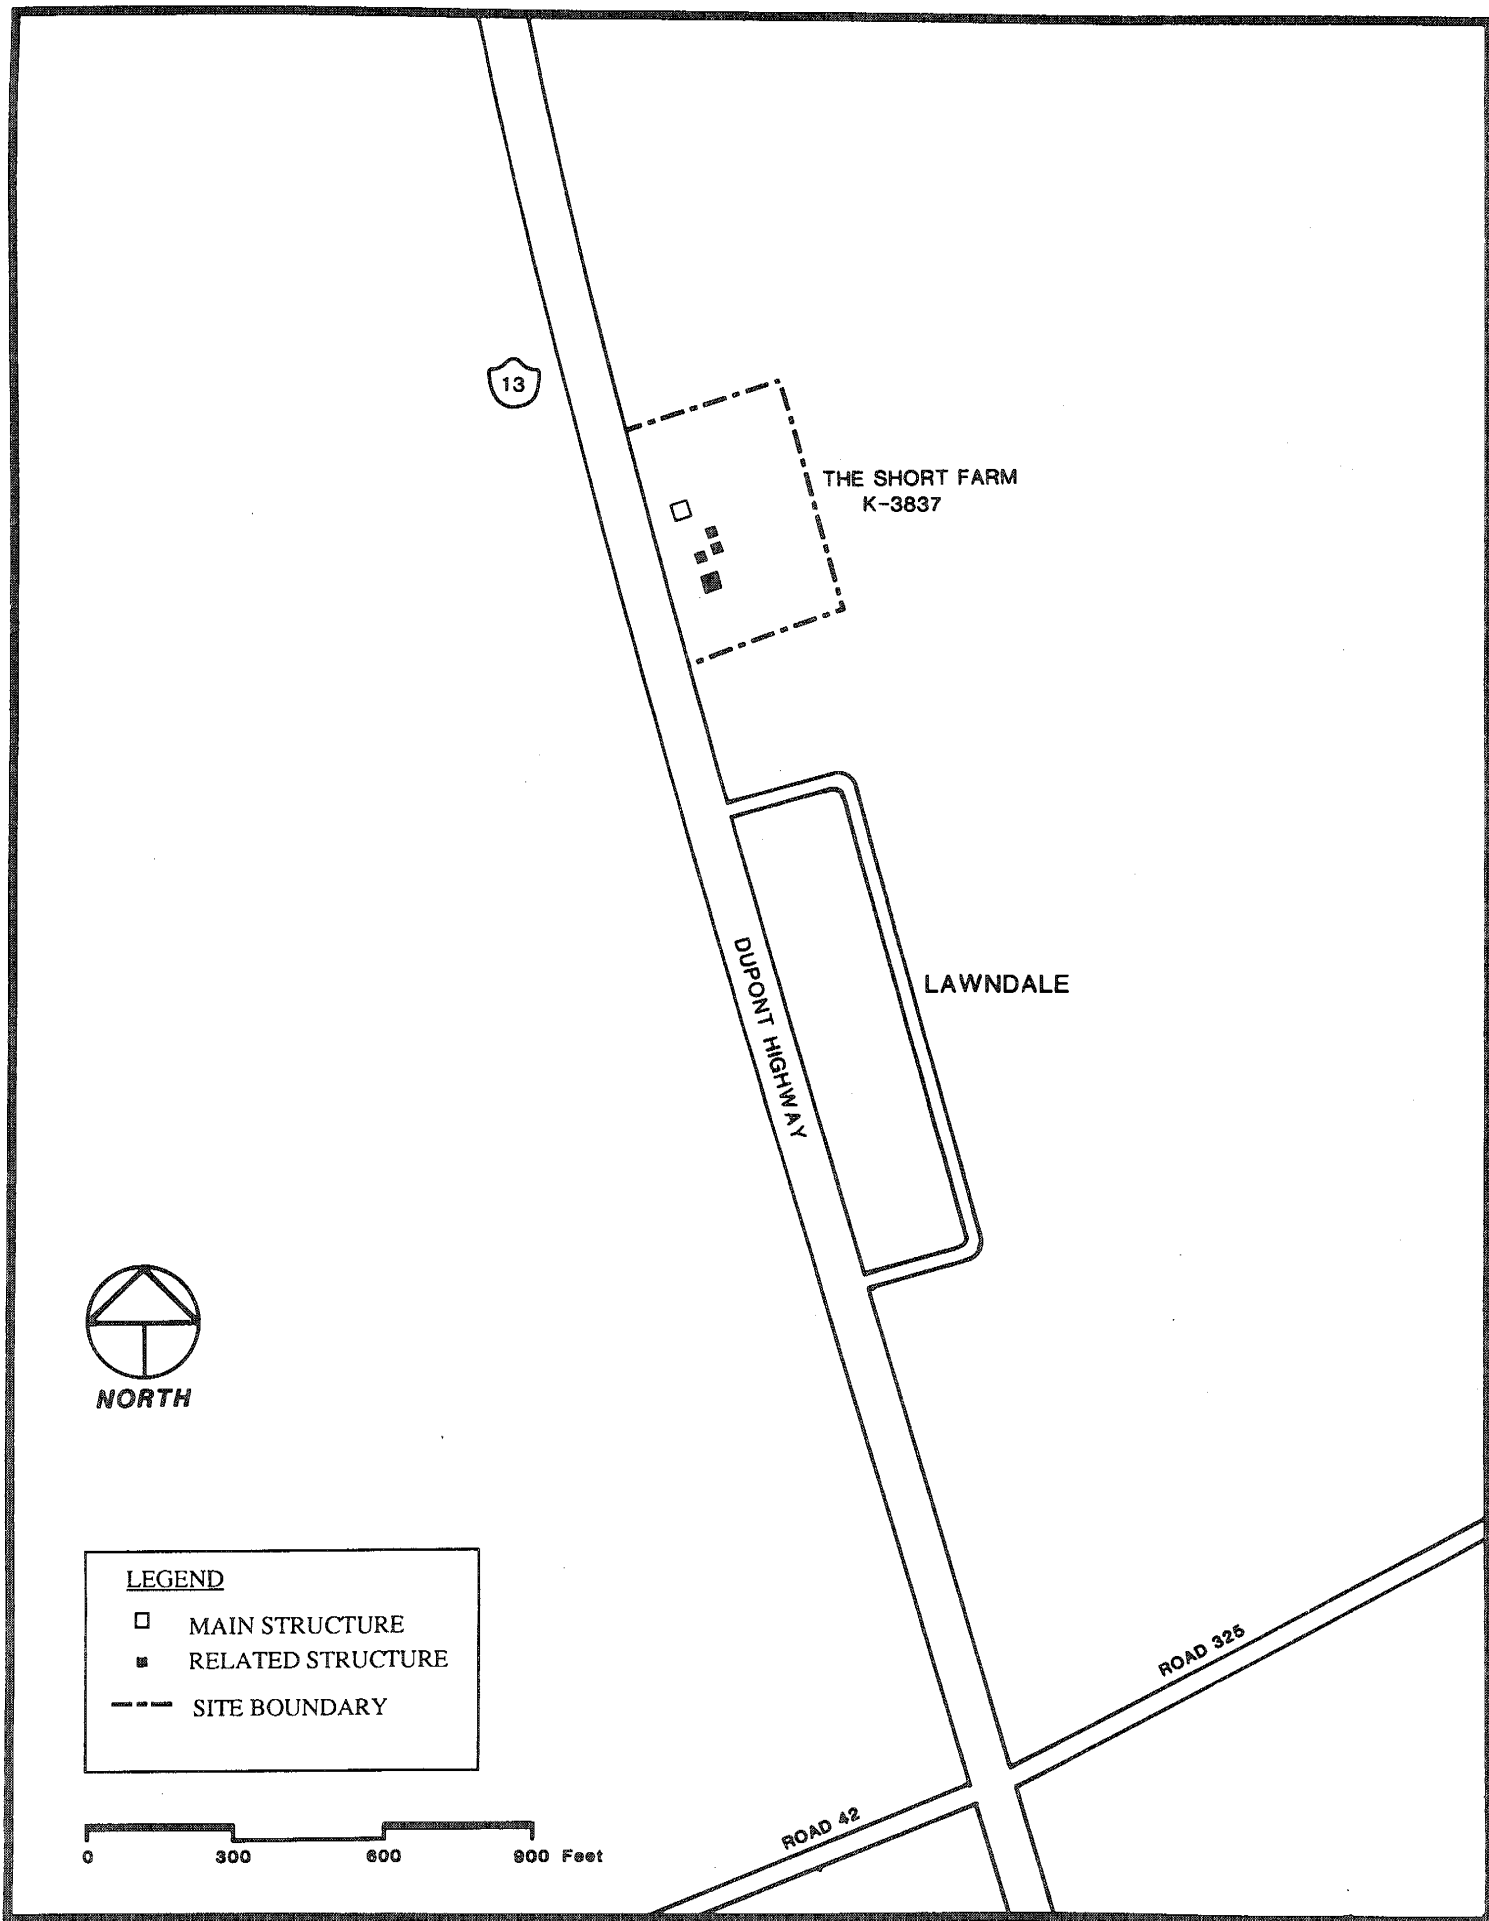 13
THE SHORT FARM
K-3837
DUPONT HIGHWAY
LAWNDALE
NORTH
LEGEND
MAIN STRUCTURE
RELATED STRUCTURE
SITE BOUNDARY
ROAD 325
ROAD 42
0 300 600 900 Feet